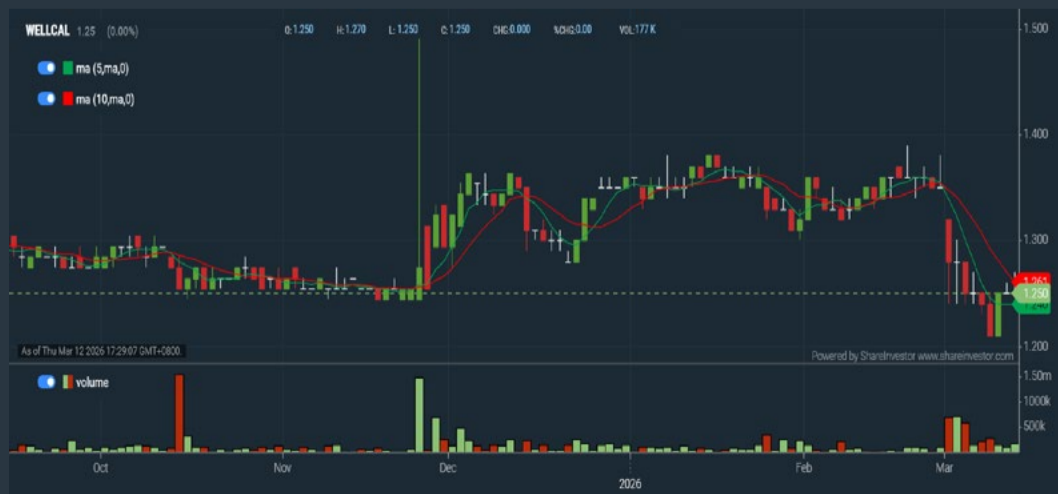 WELLCAL 1.25 (0.00%) O: 1.250 H: 1.270 L: 1.250 C: 1.250 CHG:0.000 %CHG:0.00 VOL:177 K
ma (5,ma,0)
ma (10,ma,0)
1.500
1.400
1.300
1.261
1.250
1.240
1.200
As of Thu Mar 12 2026 17:29:07 GMT+0800.
Powered by ShareInvestor www.shareinvestor.com
volume
1.50m
1000k
500k
Oct Nov Dec Feb Mar
2026